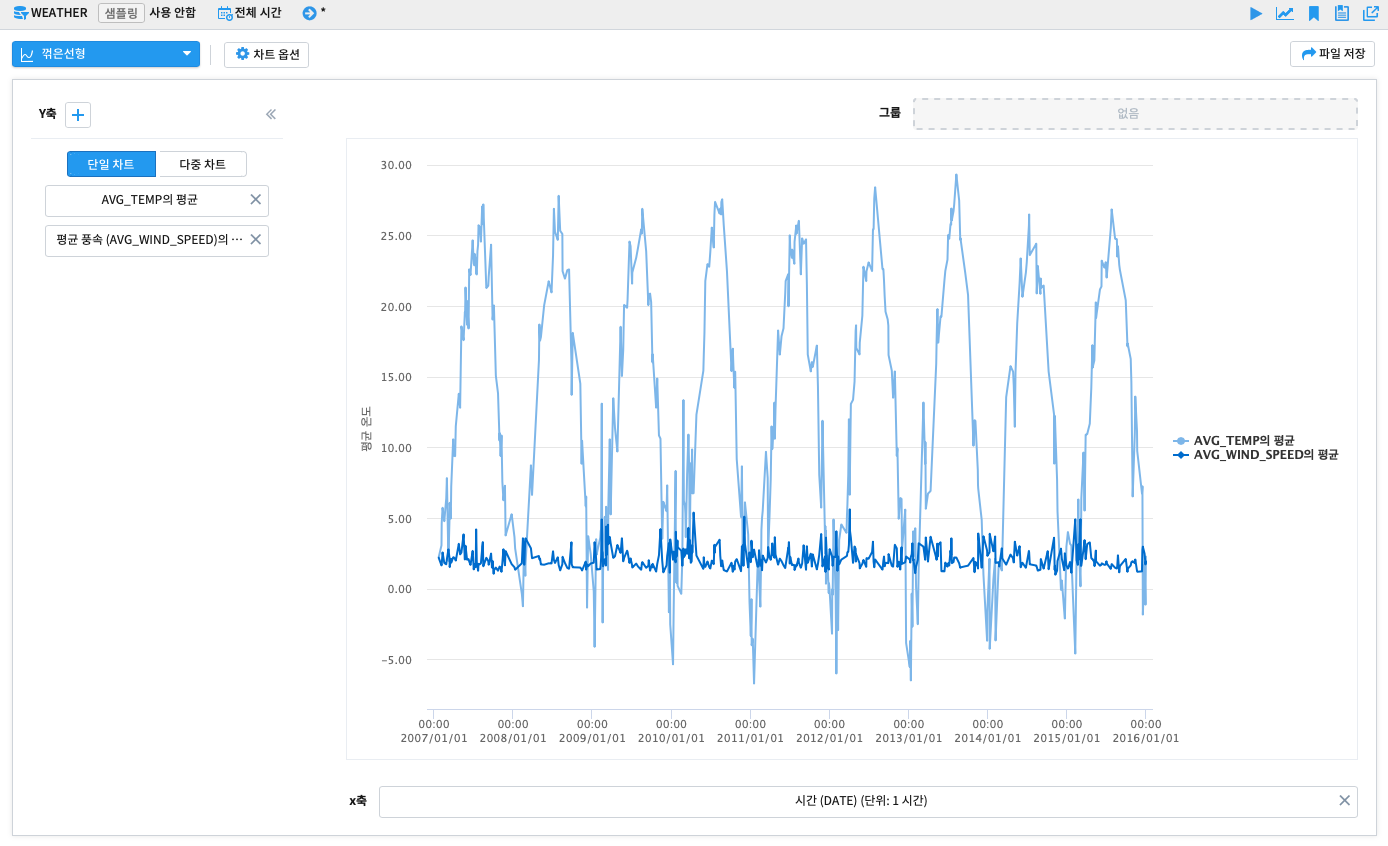 WEATHER 샘플링 사용 안함 전체 시간 *
꺾은선형 차트 옵션 파일 저장
Y축
그룹 없음
단일 차트 다중 차트
AVG_TEMP의 평균
평균 풍속 (AVG_WIND_SPEED)의 ···
평균 온도
30.00
25.00
20.00
15.00
10.00
5.00
0.00
−5.00
00:00 00:00 00:00 00:00 00:00 00:00 00:00 00:00 00:00 00:00
2007/01/01 2008/01/01 2009/01/01 2010/01/01 2011/01/01 2012/01/01 2013/01/01 2014/01/01 2015/01/01 2016/01/01
AVG_TEMP의 평균
AVG_WIND_SPEED의 평균
x축 시간 (DATE) (단위: 1 시간)